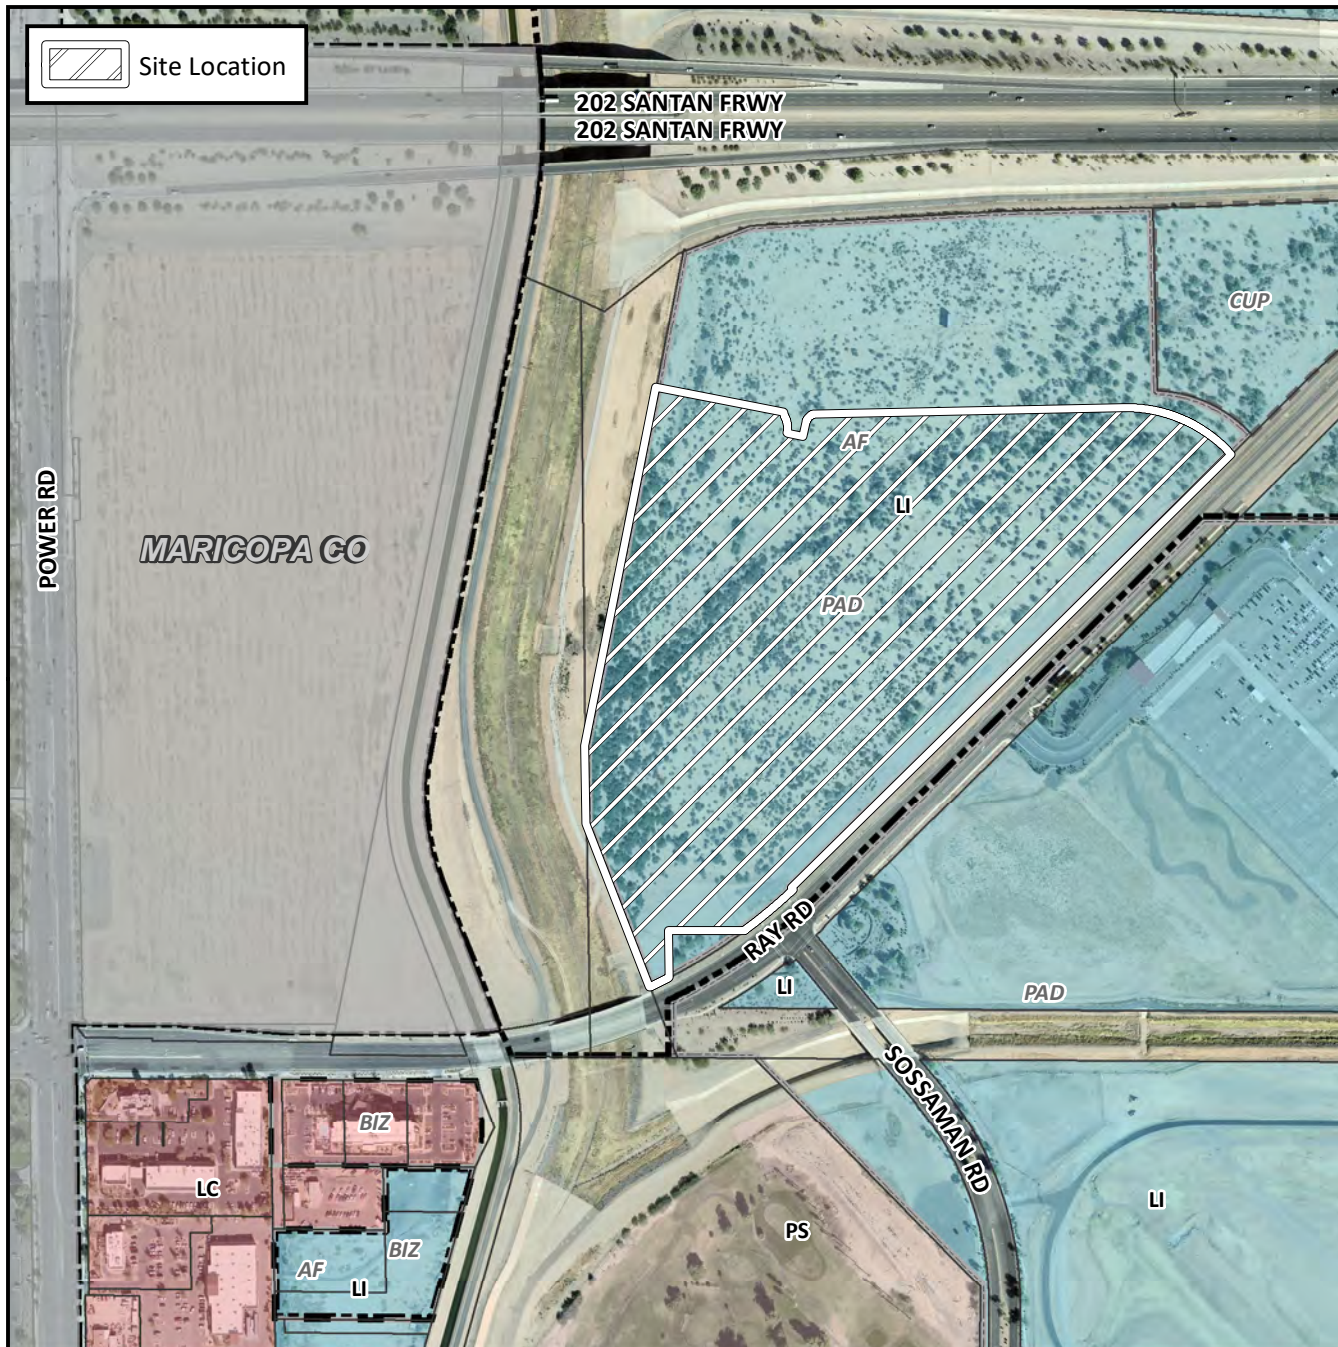 Site Location
202 SANTAN FRWY
202 SANTAN FRWY
CUP
AF
POWER RD
LI
MARICOPA CO
PAD
RAY RD
LI
PAD
SOSSAMAN RD
BIZ
LC
LI
PS
BIZ
AF
LI